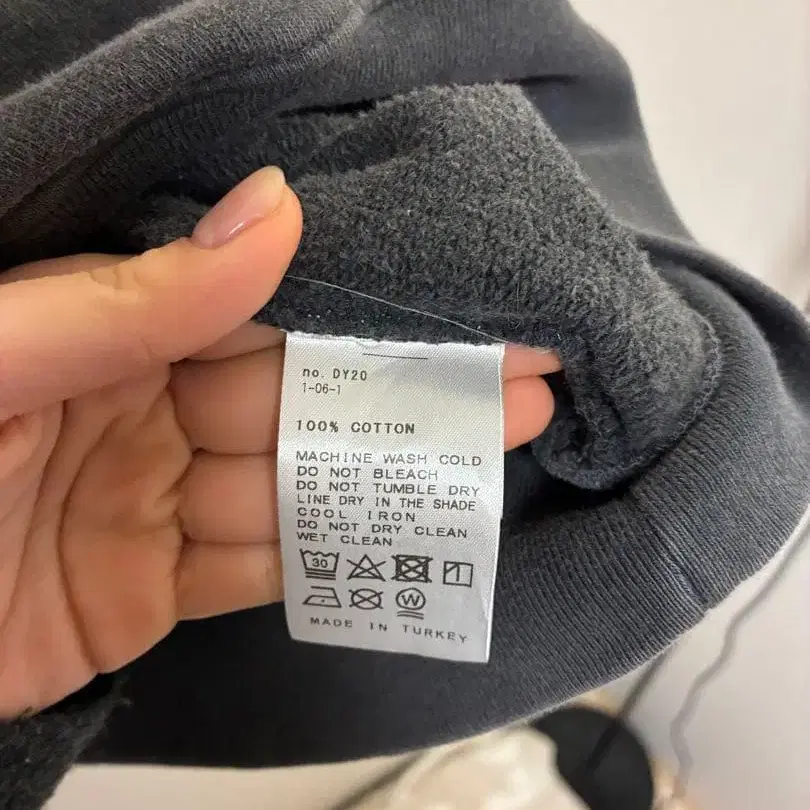 no. DY20
1-06-1
100% COTTON
MACHINE WASH COLD
DO NOT BLEACH
DO NOT TUMBLE DRY
LINE DRY IN THE SHADE
COOL IRON
DO NOT DRY CLEAN
WET CLEAN
30
W
MADE IN TURKEY